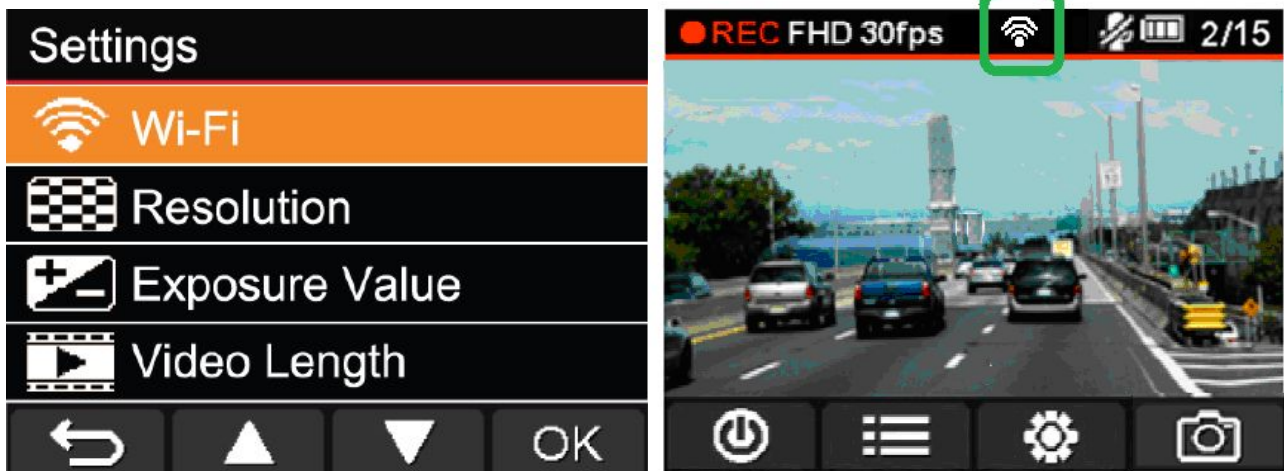 Settings
Wi-Fi
Resolution
Exposure Value
Video Length
OK
REC FHD 30fps 2/15